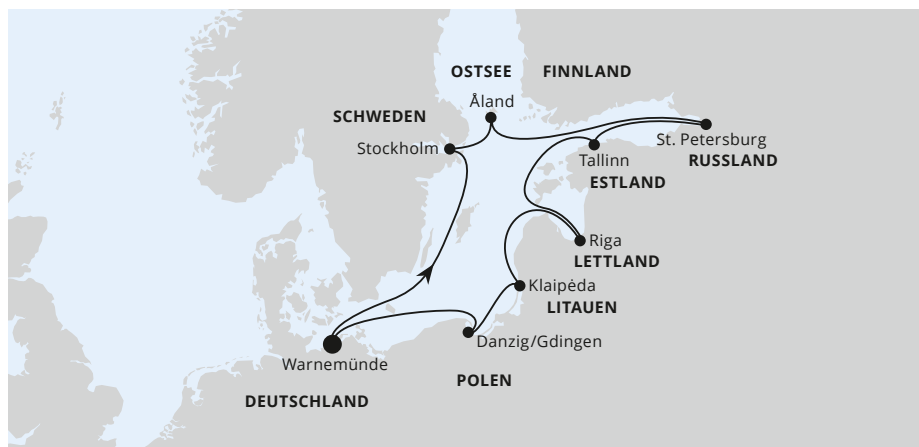 OSTSEE
FINNLAND
Åland
SCHWEDEN
Stockholm
St. Petersburg
RUSSLAND
Tallinn
ESTLAND
Riga
LETTLAND
Klaipėda
LITAUEN
Danzig/Gdingen
Warnemünde
POLEN
DEUTSCHLAND